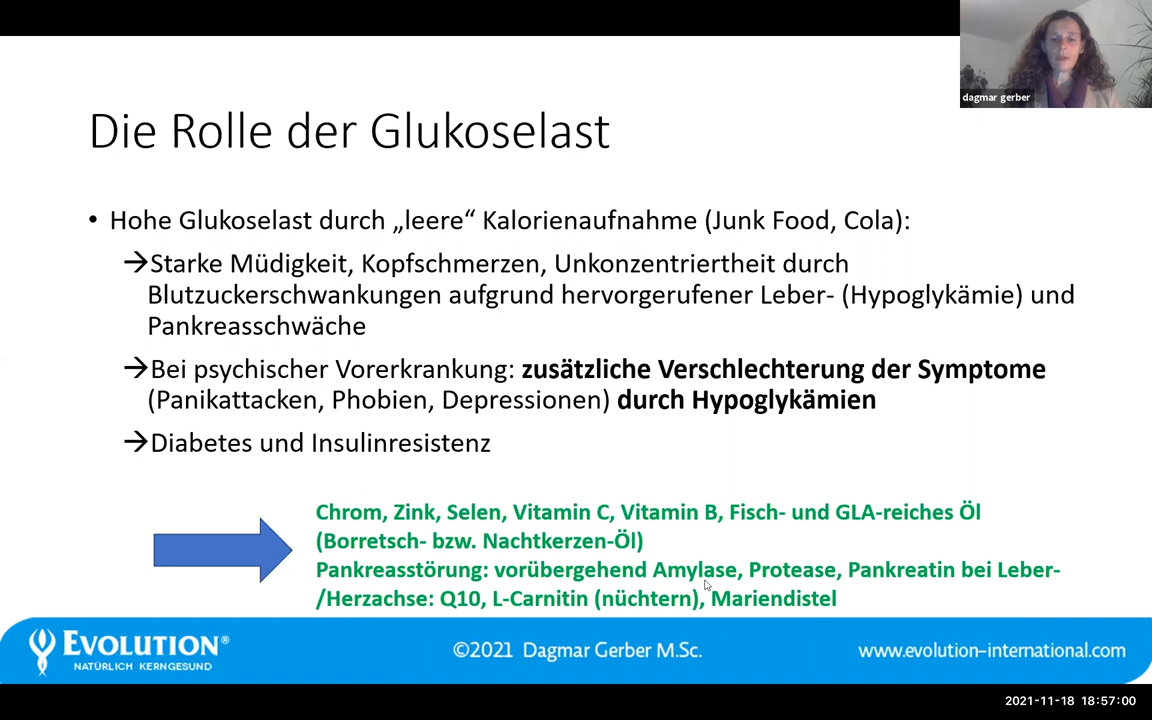 dagmar gerber
Die Rolle der Glukoselast
• Hohe Glukoselast durch „leere“ Kalorienaufnahme (Junk Food, Cola):
→Starke Müdigkeit, Kopfschmerzen, Unkonzentriertheit durch
Blutzuckerschwankungen aufgrund hervorgerufener Leber- (Hypoglykämie) und
Pankreasschwäche
→Bei psychischer Vorerkrankung: zusätzliche Verschlechterung der Symptome
(Panikattacken, Phobien, Depressionen) durch Hypoglykämien
→Diabetes und Insulinresistenz
Chrom, Zink, Selen, Vitamin C, Vitamin B, Fisch- und GLA-reiches Öl
(Borretsch- bzw. Nachtkerzen-Öl)
Pankreasstörung: vorübergehend Amylase, Protease, Pankreatin bei Leber-
/Herzachse: Q10, L-Carnitin (nüchtern), Mariendistel
EVOLUTION®
NATÜRLICH KERNGESUND
©2021 Dagmar Gerber M.Sc.
www.evolution-international.com
2021-11-18 18:57:00